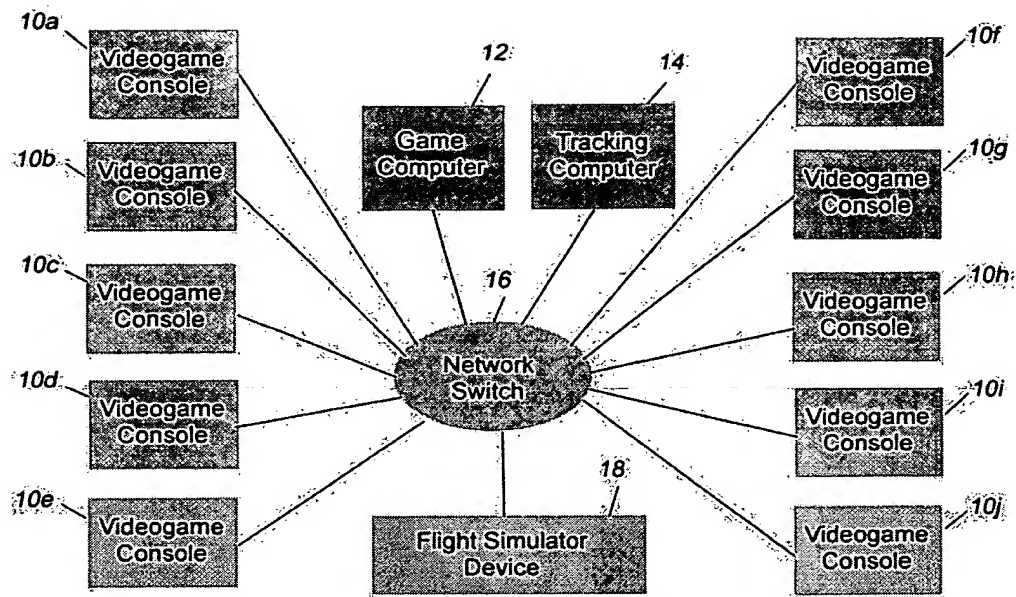 10a
Videogame
Console
10b
Videogame
Console
10c
Videogame
Console
10d
Videogame
Console
10e
Videogame
Console
12
Game
Computer
14
Tracking
Computer
16
Network
Switch
18
Flight Simulator
Device
10f
Videogame
Console
10g
Videogame
Console
10h
Videogame
Console
10i
Videogame
Console
10j
Videogame
Console